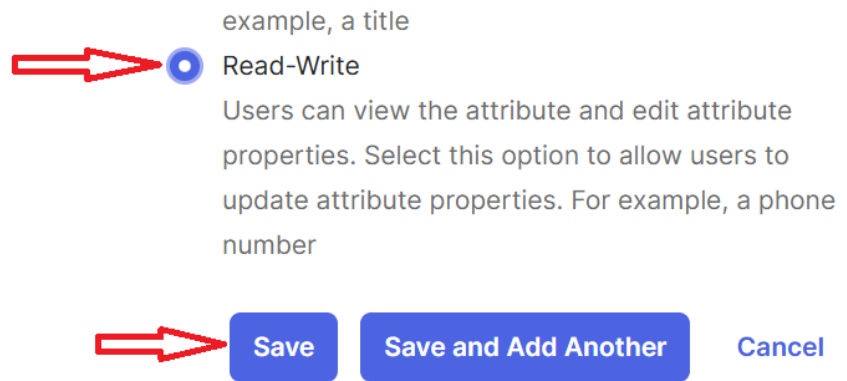 example, a title
Read-Write
Users can view the attribute and edit attribute
properties. Select this option to allow users to
update attribute properties. For example, a phone
number
Save Save and Add Another Cancel